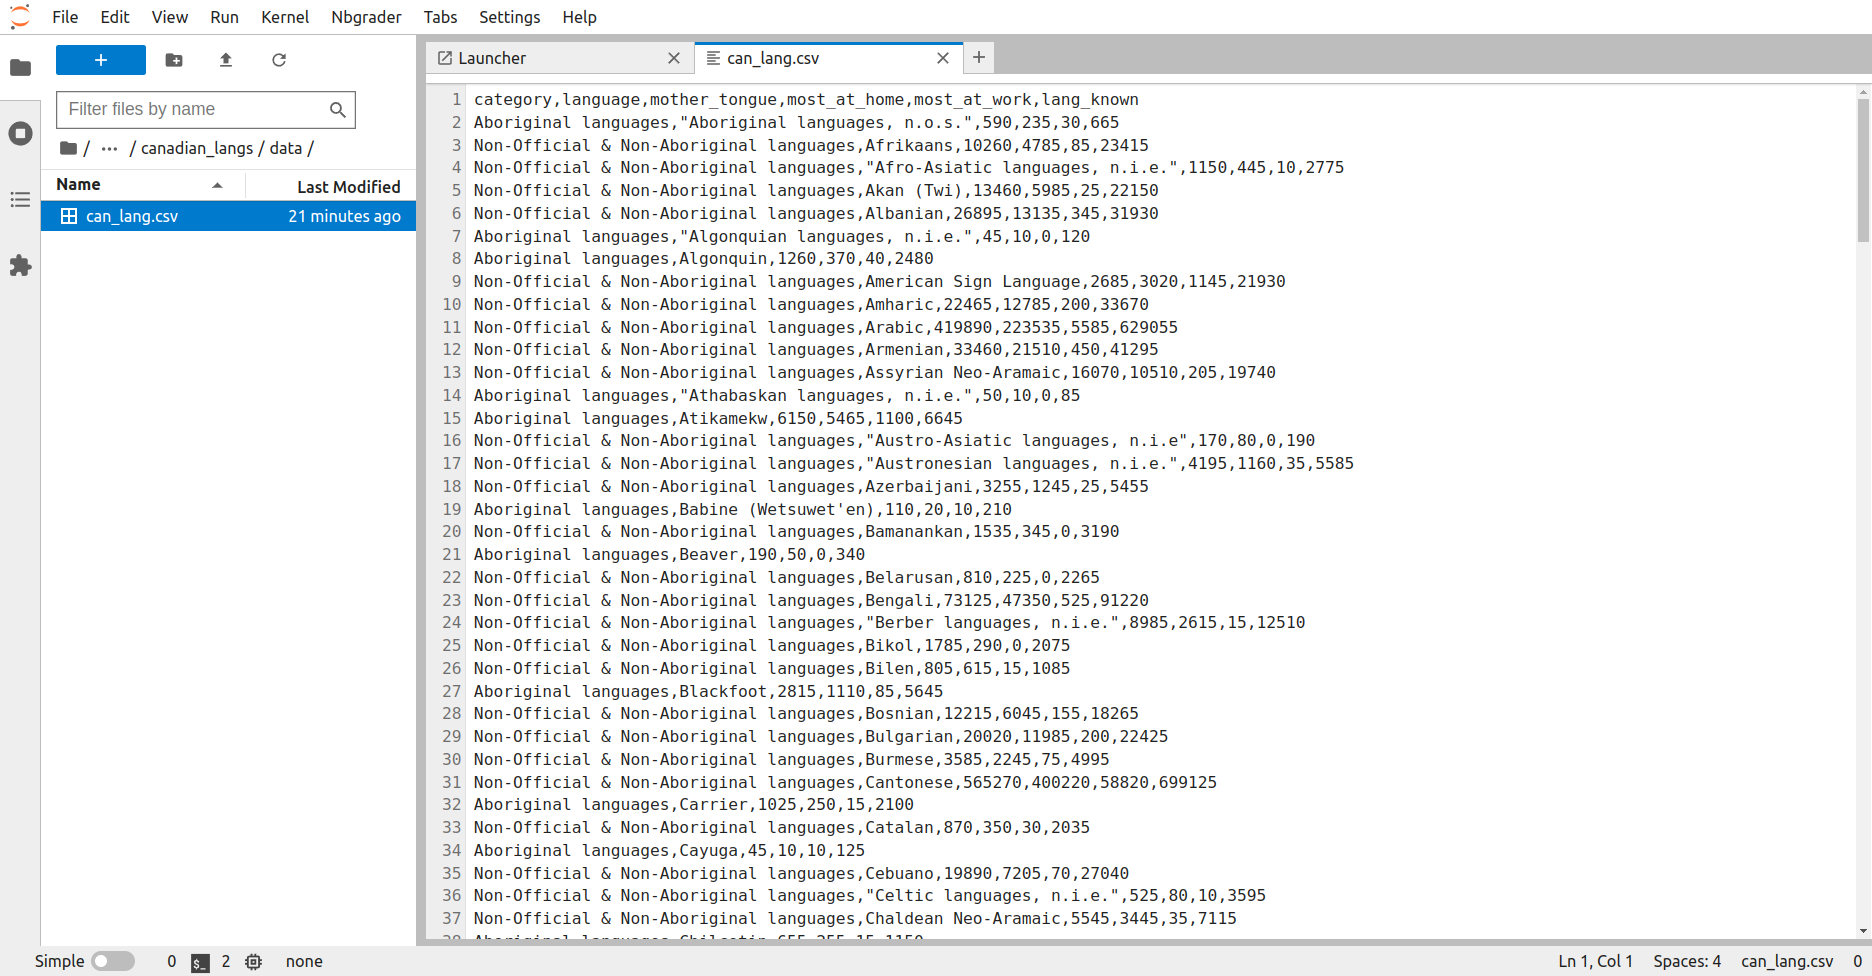 File Edit View Run Kernel Nbgrader Tabs Settings Help
+
Filter files by name
/ ··· / canadian_langs / data /
Name Last Modified
can_lang.csv 21 minutes ago
Launcher can_lang.csv
1 category,language,mother_tongue,most_at_home,most_at_work,lang_known
2 Aboriginal languages,"Aboriginal languages, n.o.s.",590,235,30,665
3 Non-Official & Non-Aboriginal languages,Afrikaans,10260,4785,85,23415
4 Non-Official & Non-Aboriginal languages,"Afro-Asiatic languages, n.i.e.",1150,445,10,2775
5 Non-Official & Non-Aboriginal languages,Akan (Twi),13460,5985,25,22150
6 Non-Official & Non-Aboriginal languages,Albanian,26895,13135,345,31930
7 Aboriginal languages,"Algonquian languages, n.i.e.",45,10,0,120
8 Aboriginal languages,Algonquin,1260,370,40,2480
9 Non-Official & Non-Aboriginal languages,American Sign Language,2685,3020,1145,21930
10 Non-Official & Non-Aboriginal languages,Amharic,22465,12785,200,33670
11 Non-Official & Non-Aboriginal languages,Arabic,419890,223535,5585,629055
12 Non-Official & Non-Aboriginal languages,Armenian,33460,21510,450,41295
13 Non-Official & Non-Aboriginal languages,Assyrian Neo-Aramaic,16070,10510,205,19740
14 Aboriginal languages,"Athabaskan languages, n.i.e.",50,10,0,85
15 Aboriginal languages,Atikamekw,6150,5465,1100,6645
16 Non-Official & Non-Aboriginal languages,"Austro-Asiatic languages, n.i.e",170,80,0,190
17 Non-Official & Non-Aboriginal languages,"Austronesian languages, n.i.e.",4195,1160,35,5585
18 Non-Official & Non-Aboriginal languages,Azerbaijani,3255,1245,25,5455
19 Aboriginal languages,Babine (Wetsuwet'en),110,20,10,210
20 Non-Official & Non-Aboriginal languages,Bamanankan,1535,345,0,3190
21 Aboriginal languages,Beaver,190,50,0,340
22 Non-Official & Non-Aboriginal languages,Belarusan,810,225,0,2265
23 Non-Official & Non-Aboriginal languages,Bengali,73125,47350,525,91220
24 Non-Official & Non-Aboriginal languages,"Berber languages, n.i.e.",8985,2615,15,12510
25 Non-Official & Non-Aboriginal languages,Bikol,1785,290,0,2075
26 Non-Official & Non-Aboriginal languages,Bilen,805,615,15,1085
27 Aboriginal languages,Blackfoot,2815,1110,85,5645
28 Non-Official & Non-Aboriginal languages,Bosnian,12215,6045,155,18265
29 Non-Official & Non-Aboriginal languages,Bulgarian,20020,11985,200,22425
30 Non-Official & Non-Aboriginal languages,Burmese,3585,2245,75,4995
31 Non-Official & Non-Aboriginal languages,Cantonese,565270,400220,58820,699125
32 Aboriginal languages,Carrier,1025,250,15,2100
33 Non-Official & Non-Aboriginal languages,Catalan,870,350,30,2035
34 Aboriginal languages,Cayuga,45,10,10,125
35 Non-Official & Non-Aboriginal languages,Cebuano,19890,7205,70,27040
36 Non-Official & Non-Aboriginal languages,"Celtic languages, n.i.e.",525,80,10,3595
37 Non-Official & Non-Aboriginal languages,Chaldean Neo-Aramaic,5545,3445,35,7115
Simple 0 $_ 2 none Ln 1, Col 1 Spaces: 4 can_lang.csv 0